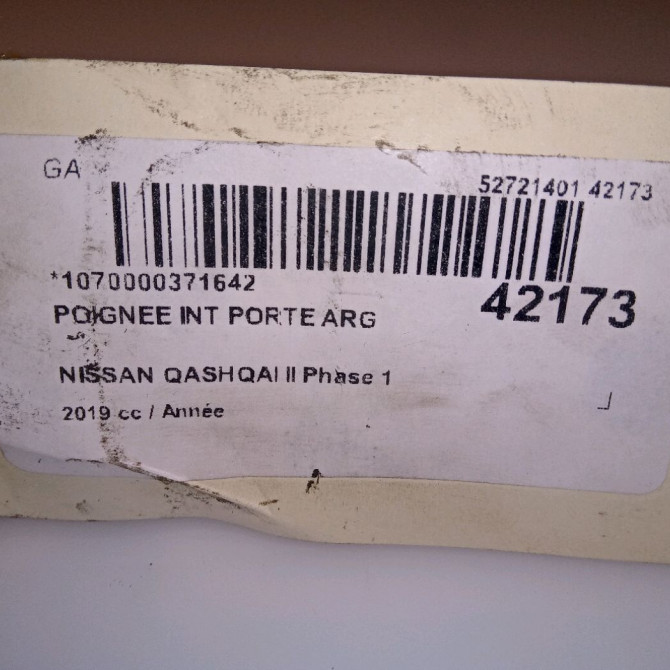 GA
52721401 42173
*1070000371642
42173
POIGNEE INT PORTE ARG
NISSAN QASHQAI II Phase 1
2019 cc / Année